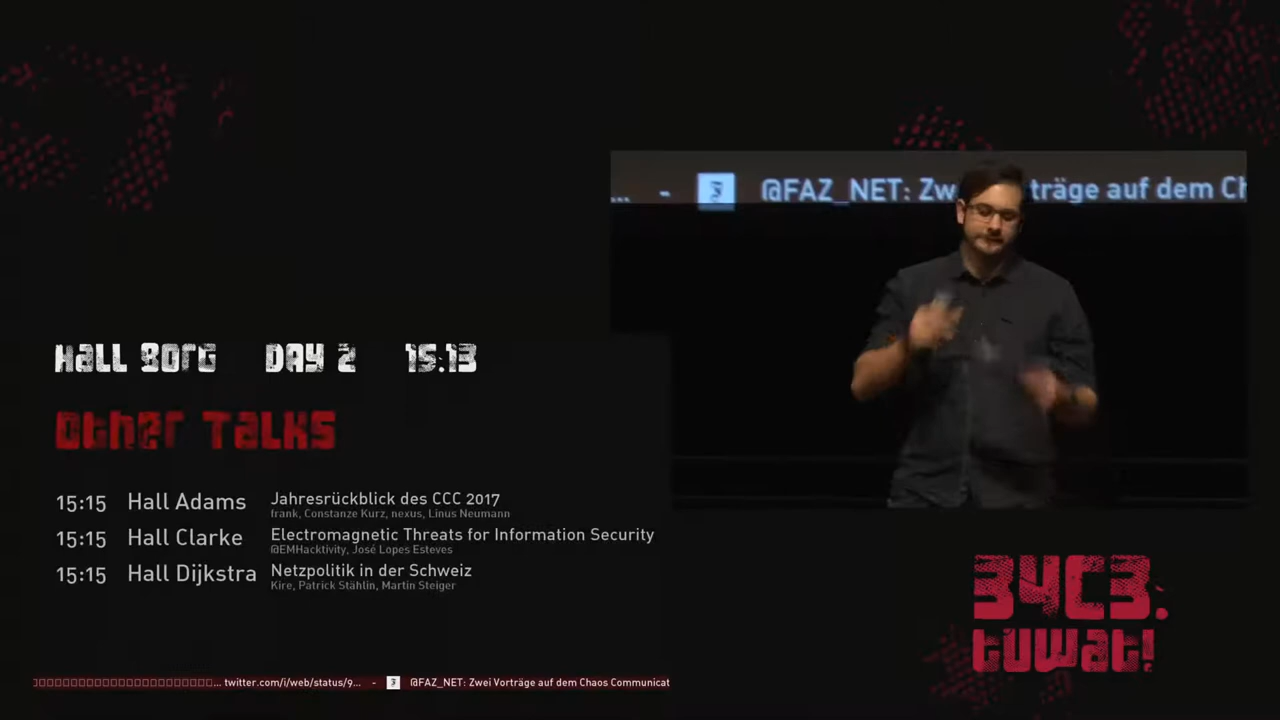 ... - @FAZ_NET: Zw träge auf dem Ch
Hall Borg Day 2 15:13
Other Talks
15:15 Hall Adams Jahresrückblick des CCC 2017
frank, Constanze Kurz, nexus, Linus Neumann
15:15 Hall Clarke Electromagnetic Threats for Information Security
@EMHacktivity, José Lopes Esteves
15:15 Hall Dijkstra Netzpolitik in der Schweiz
Kire, Patrick Stählin, Martin Steiger
34C3.
tuwat!
... twitter.com/i/web/status/9... - @FAZ_NET: Zwei Vorträge auf dem Chaos Communicat